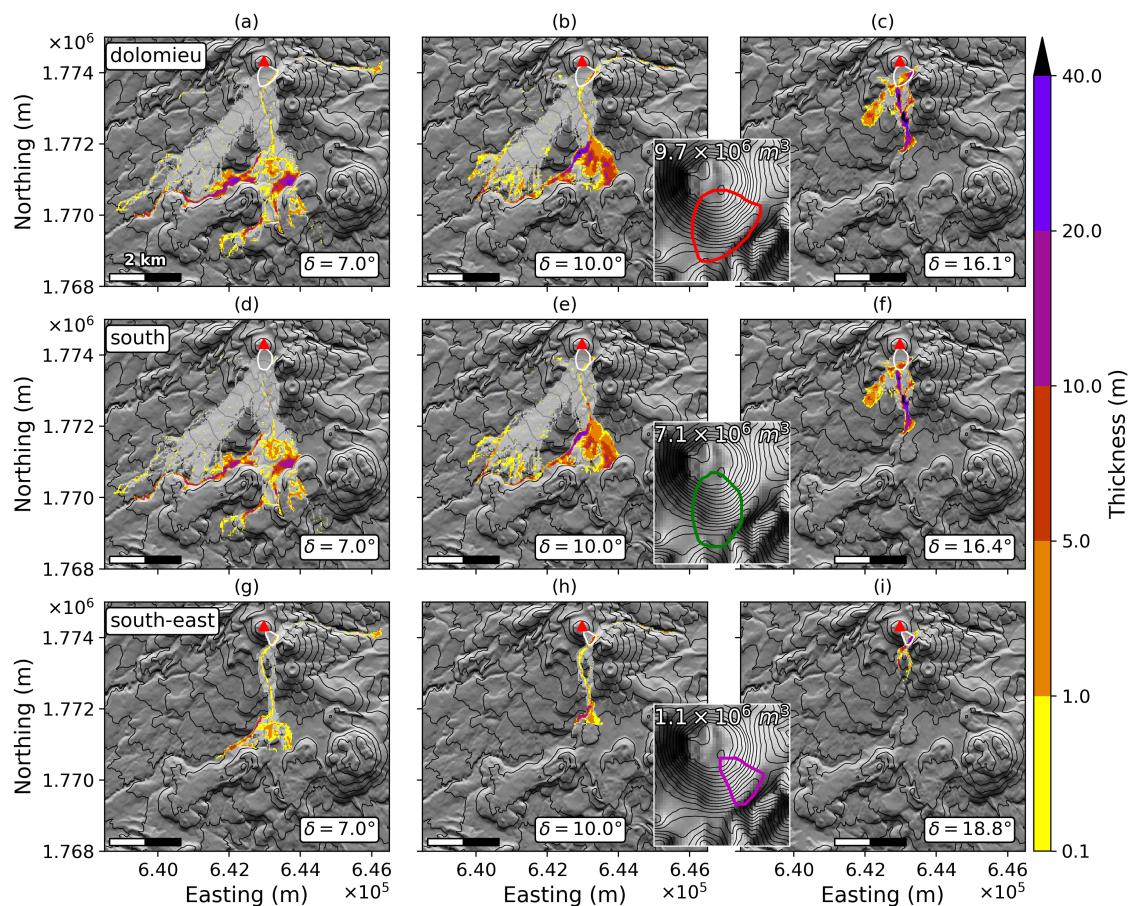 (a) (b) (c)
×10⁶
dolomieu
1.774
1.772
1.770
1.768
Northing (m)
2 km
δ = 7.0°
δ = 10.0°
9.7 × 10⁶ m³
δ = 16.1°
(d) (e) (f)
×10⁶
south
1.774
1.772
1.770
1.768
Northing (m)
δ = 7.0°
δ = 10.0°
7.1 × 10⁶ m³
δ = 16.4°
(g) (h) (i)
×10⁶
south-east
1.774
1.772
1.770
1.768
Northing (m)
δ = 7.0°
δ = 10.0°
1.1 × 10⁶ m³
δ = 18.8°
6.40 6.42 6.44 6.46
Easting (m) ×10⁵
6.40 6.42 6.44 6.46
Easting (m) ×10⁵
6.40 6.42 6.44 6.46
Easting (m) ×10⁵
40.0
20.0
10.0
5.0
1.0
0.1
Thickness (m)